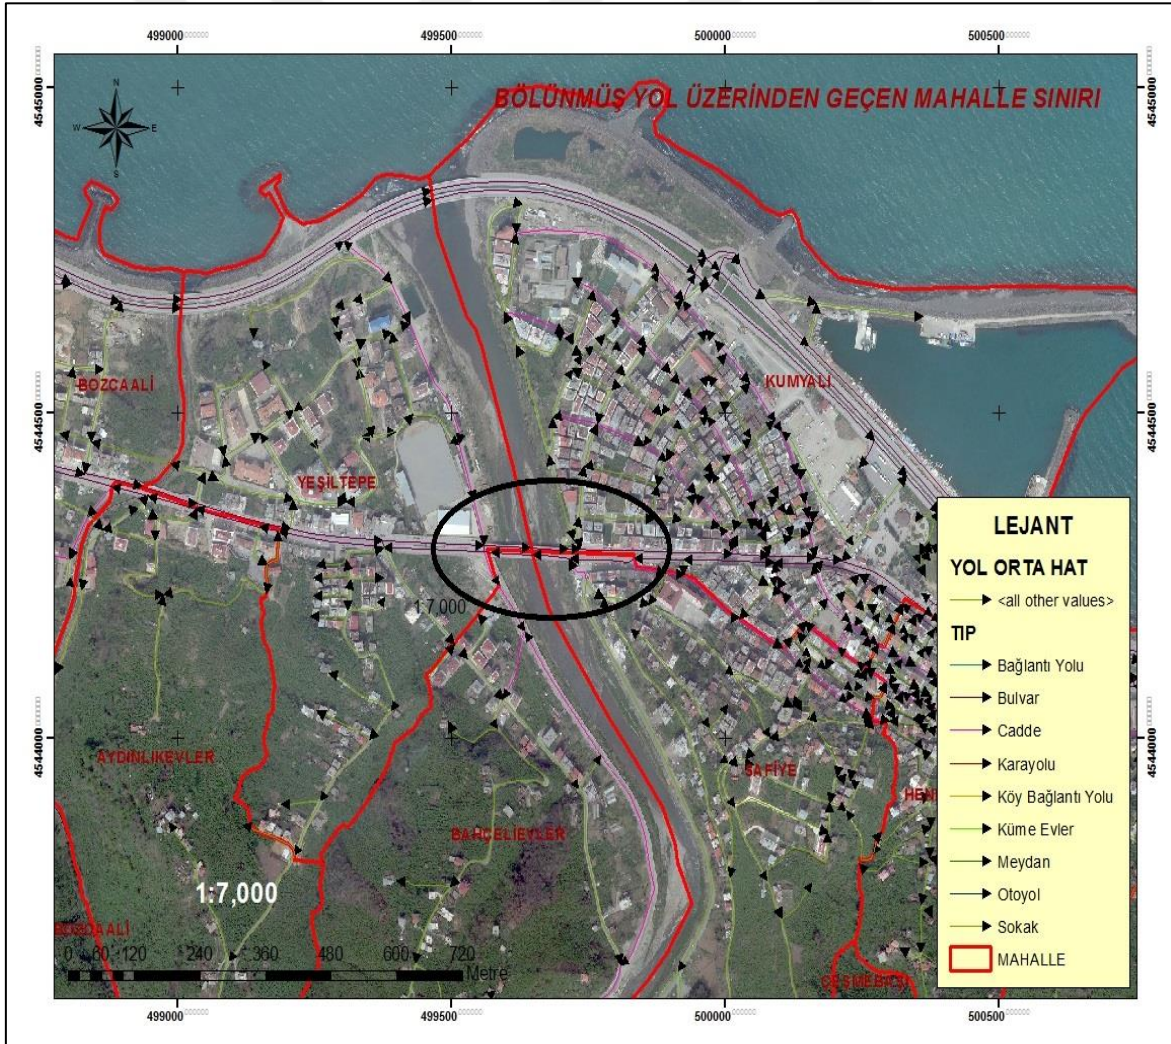 499000
499500
500000
500500
4545000
4545000
BÖLÜNMÜŞ YOL ÜZERİNDEN GEÇEN MAHALLE SINIRI
N
W
E
S
KUMYALI
BOZCAALİ
4544500
4544500
YEŞİLTEPE
LEJANT
YOL ORTA HAT
<all other values>
TIP
Bağlantı Yolu
Bulvar
Cadde
Karayolu
Köy Bağlantı Yolu
Küme Evler
Meydan
Otoyol
Sokak
MAHALLE
1:7,000
4544000
4544000
AYDINLIKEVLER
SAFİYE
HEN
BAHÇELİEVLER
1:7,000
BOZCAALİ
0 60 120 240 360 480 600 720
Metre
499000
499500
500000
500500